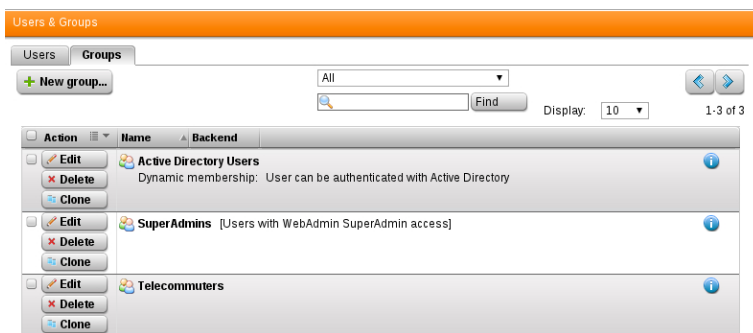 Users & Groups
Users Groups
New group...
All
Find
Display: 10
1-3 of 3
Action Name Backend
Edit Active Directory Users
Delete Dynamic membership: User can be authenticated with Active Directory
Clone
Edit SuperAdmins [Users with WebAdmin SuperAdmin access]
Delete
Clone
Edit Telecommuters
Delete
Clone